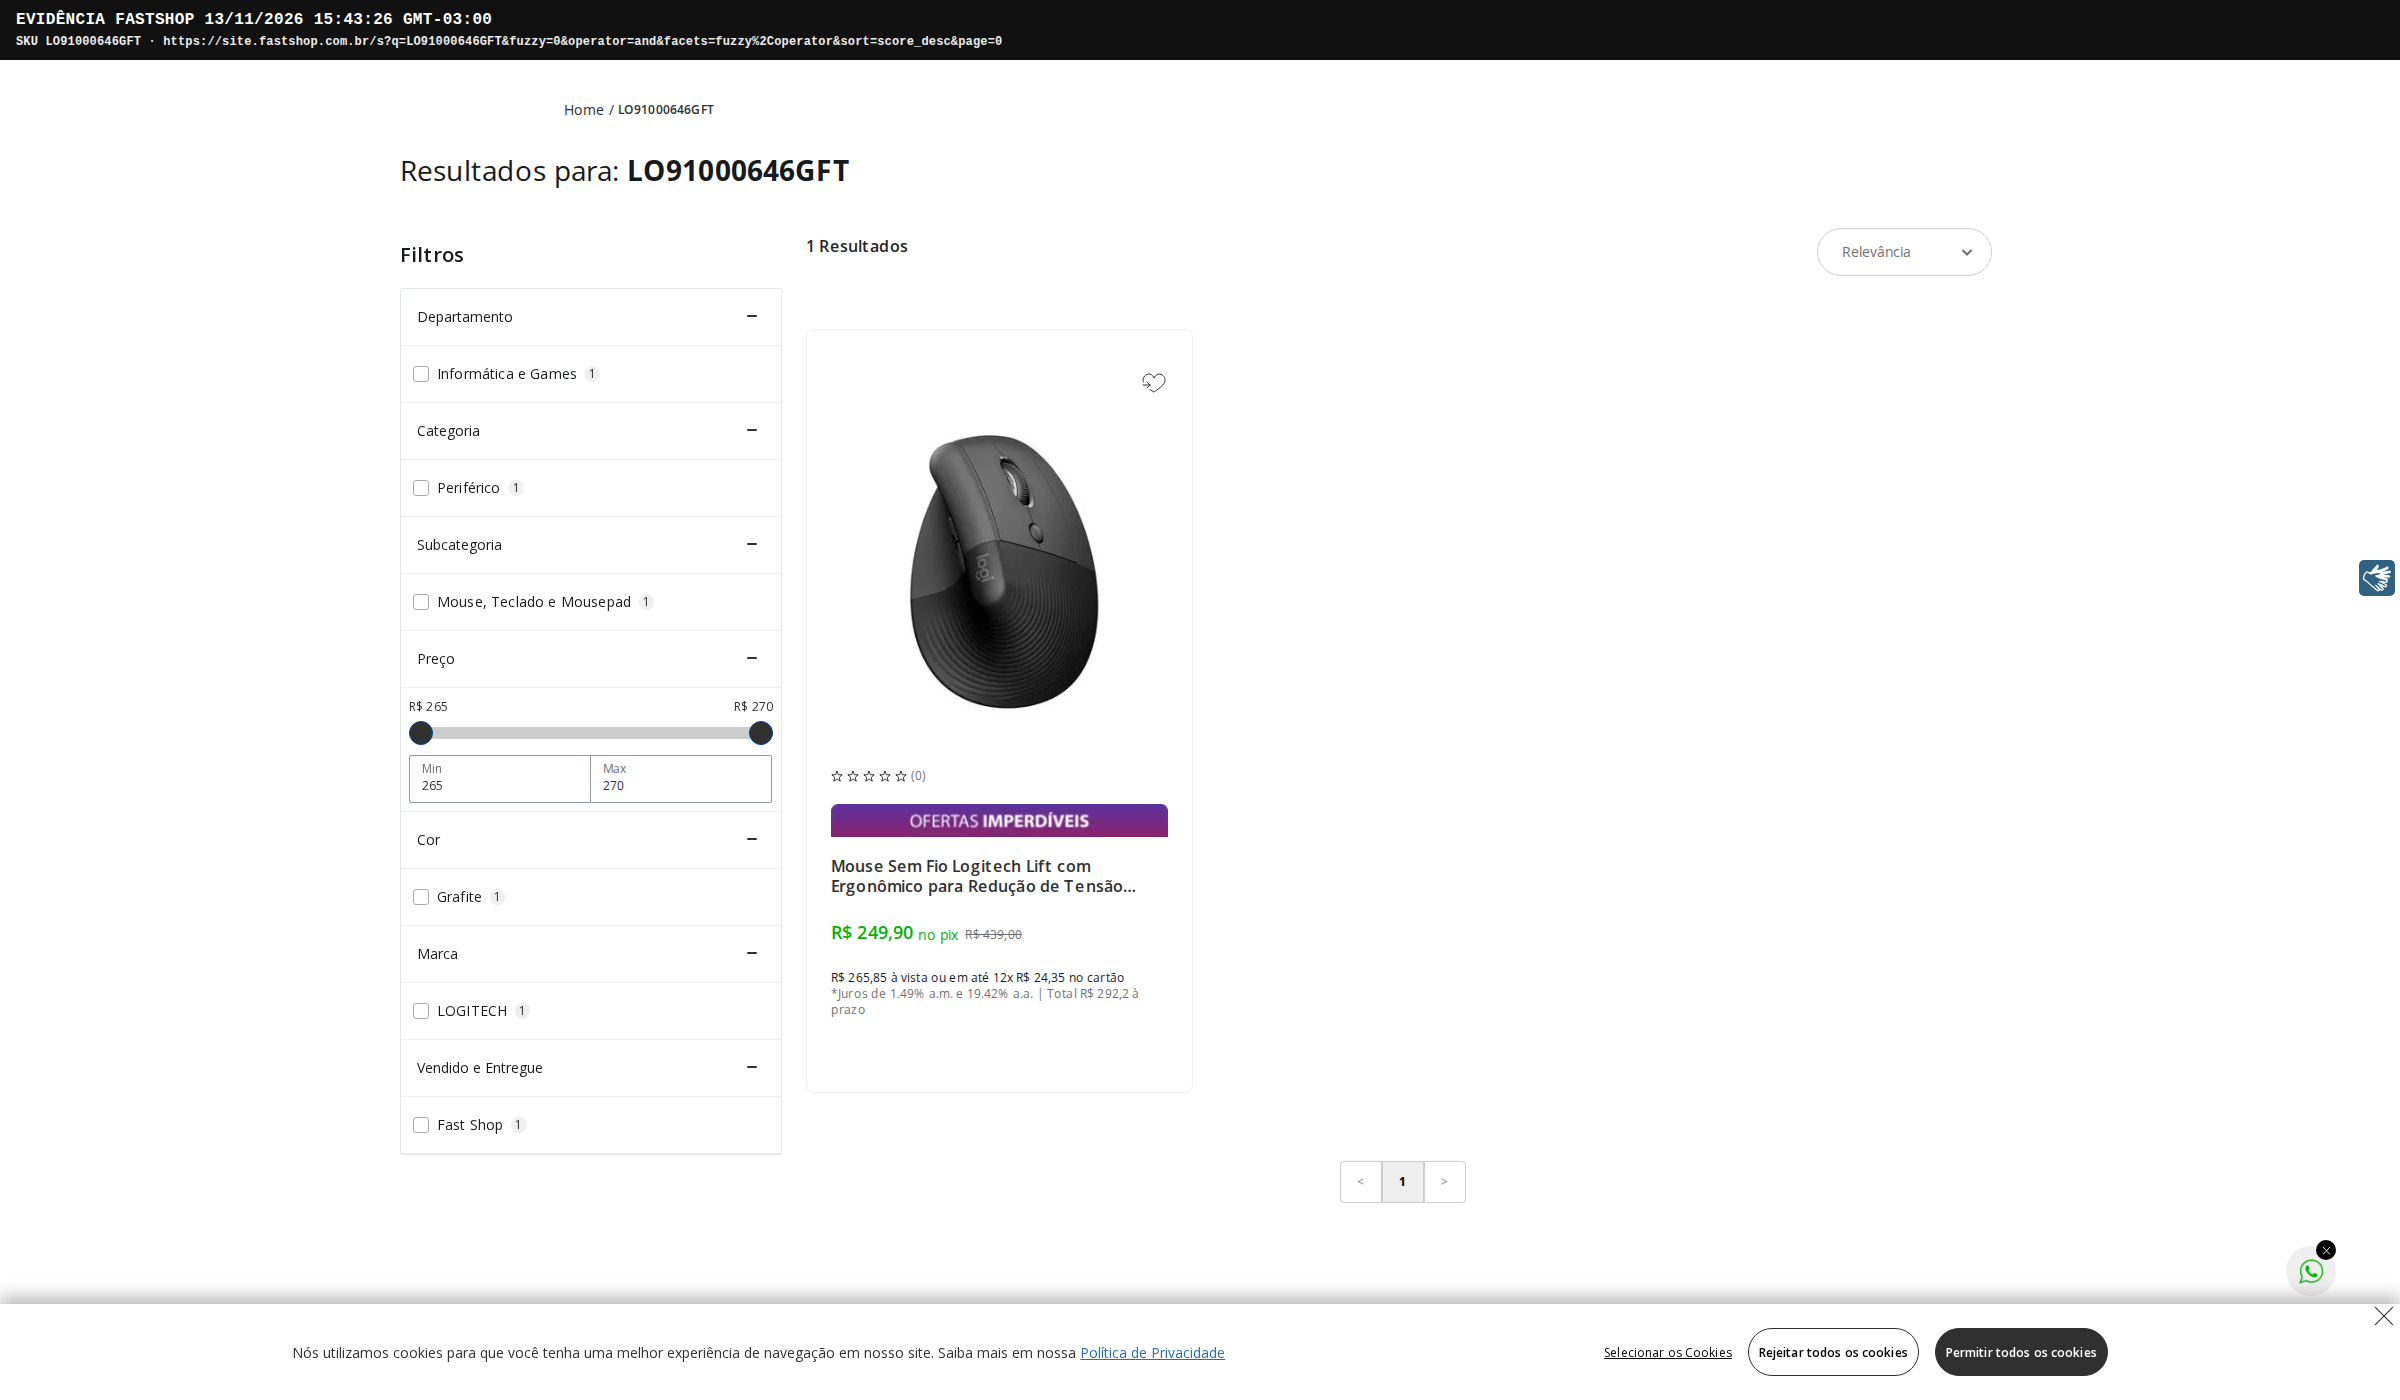 EVIDÊNCIA FASTSHOP 13/11/2026 15:43:26 GMT-03:00
SKU LO91000646GFT · https://site.fastshop.com.br/s?q=LO91000646GFT&fuzzy=0&operator=and&facets=fuzzy%2Coperator&sort=score_desc&page=0
Home / LO91000646GFT
Resultados para: LO91000646GFT
Filtros
1 Resultados
Relevância
Departamento
Informática e Games 1
Categoria
Periférico 1
Subcategoria
Mouse, Teclado e Mousepad 1
Preço
R$ 265 R$ 270
Min
265
Max
270
Cor
Grafite 1
Marca
LOGITECH 1
Vendido e Entregue
Fast Shop 1
logi
(0)
OFERTAS IMPERDÍVEIS
Mouse Sem Fio Logitech Lift com
Ergonômico para Redução de Tensão...
R$ 249,90 no pix R$ 439,00
R$ 265,85 à vista ou em até 12x R$ 24,35 no cartão
*Juros de 1.49% a.m. e 19.42% a.a. | Total R$ 292,2 à
prazo
< 1 >
Nós utilizamos cookies para que você tenha uma melhor experiência de navegação em nosso site. Saiba mais em nossa Política de Privacidade
Selecionar os Cookies
Rejeitar todos os cookies
Permitir todos os cookies